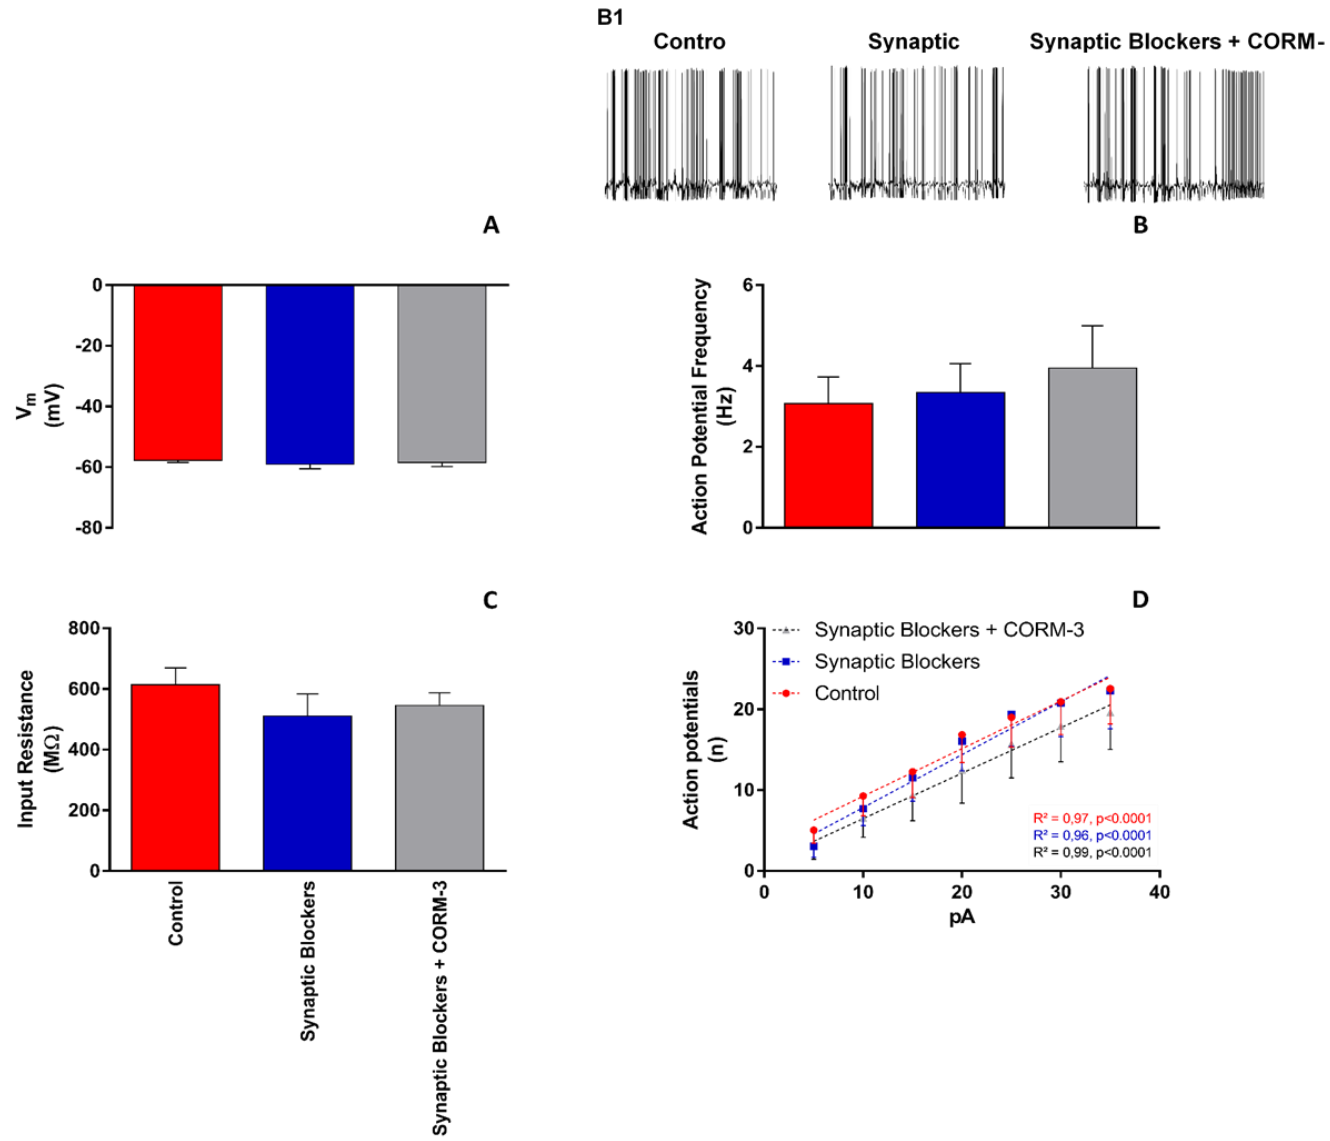 B1
Contro
Synaptic
Synaptic Blockers + CORM-
A
0
-20
-40
-60
-80
Vm
(mV)
B
6
4
2
0
Action Potential Frequency
(Hz)
C
800
600
400
200
0
Input Resistance
(MΩ)
Control
Synaptic Blockers
Synaptic Blockers + CORM-3
D
30
20
10
0
Action potentials
(n)
Synaptic Blockers + CORM-3
Synaptic Blockers
Control
R² = 0,97, p<0.0001
R² = 0,96, p<0.0001
R² = 0,99, p<0.0001
0 10 20 30 40
pA